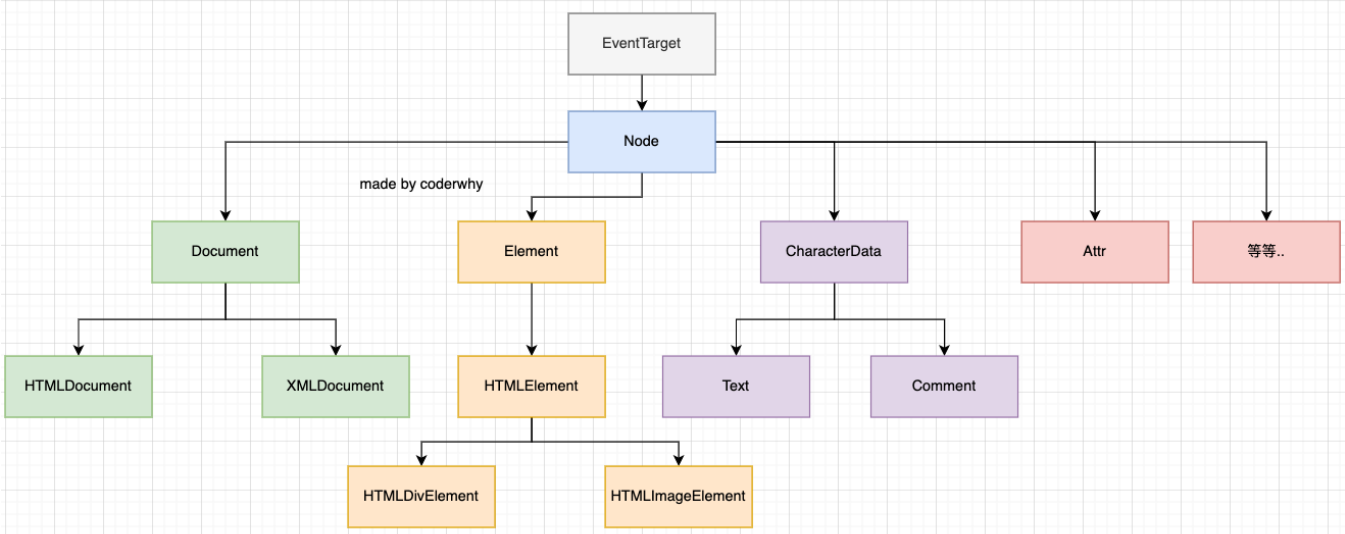 EventTarget
Node
made by coderwhy
Document
Element
CharacterData
Attr
等等..
HTMLDocument
XMLDocument
HTMLElement
Text
Comment
HTMLDivElement
HTMLImageElement